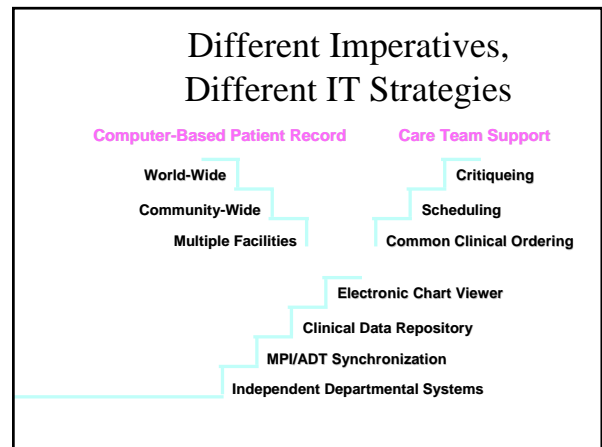 Different Imperatives,
Different IT Strategies
Computer-Based Patient Record
Care Team Support
World-Wide
Critiqueing
Community-Wide
Scheduling
Multiple Facilities
Common Clinical Ordering
Electronic Chart Viewer
Clinical Data Repository
MPI/ADT Synchronization
Independent Departmental Systems